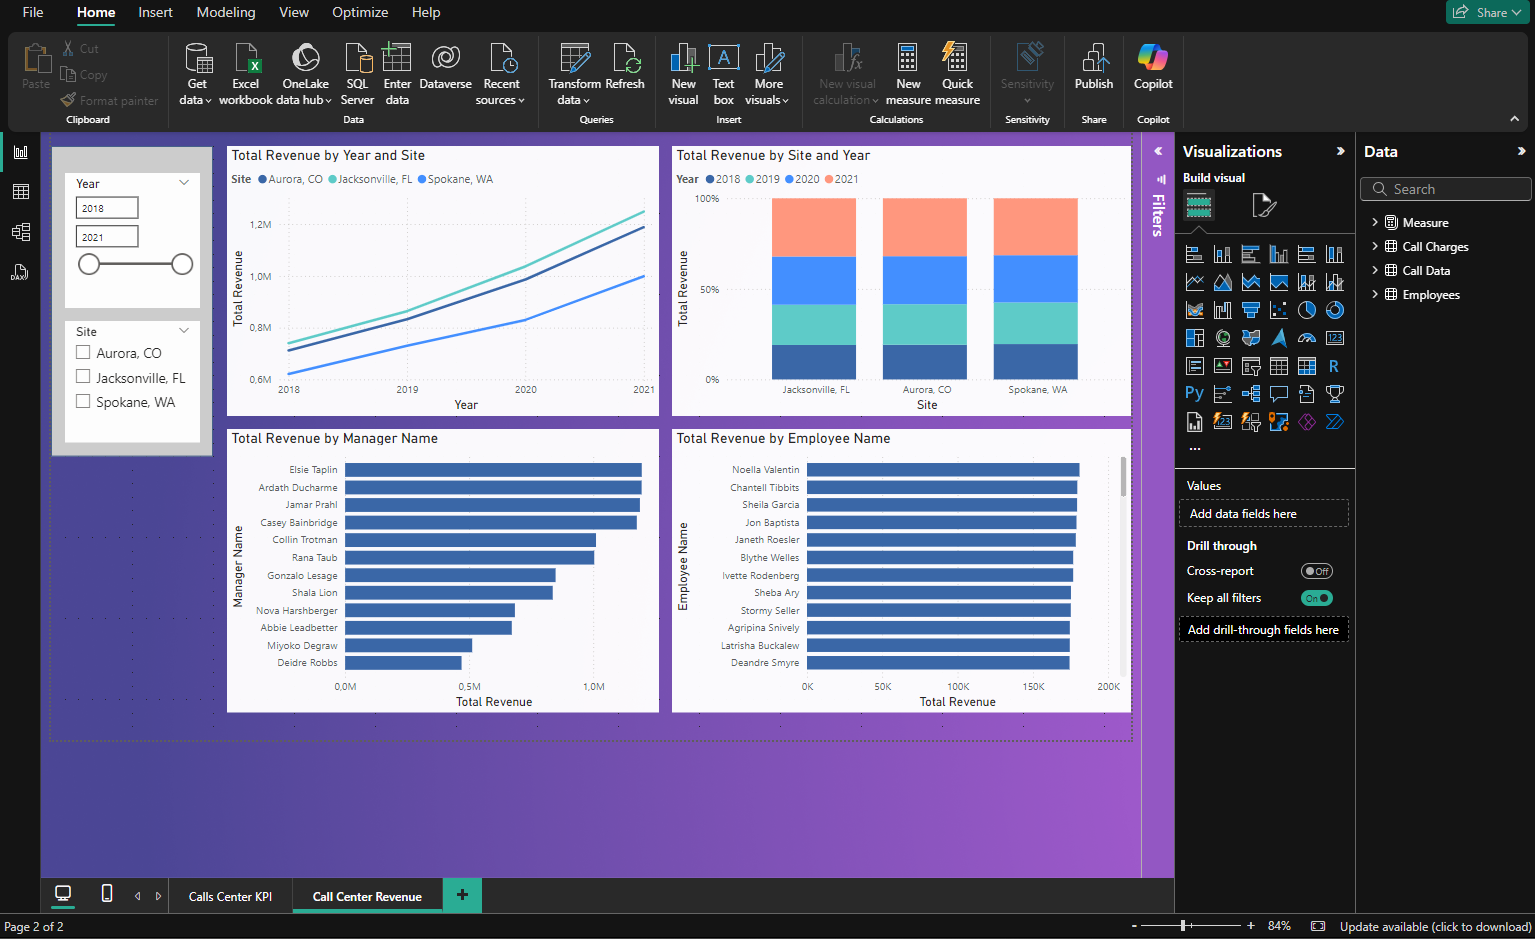 File Home Insert Modeling View Optimize Help
Share
Paste
Cut
Copy
Format painter
Clipboard
Get data
Excel workbook
OneLake data hub
SQL Server
Enter data
Dataverse
Recent sources
Data
Transform data
Refresh
Queries
New visual
Text box
More visuals
Insert
New visual calculation
New measure
Quick measure
Calculations
Sensitivity
Sensitivity
Publish
Share
Copilot
Copilot
Year
2018
2021
Site
Aurora, CO
Jacksonville, FL
Spokane, WA
Total Revenue by Year and Site
Site Aurora, CO Jacksonville, FL Spokane, WA
Total Revenue
1,2M
1,0M
0,8M
0,6M
2018 2019 2020 2021
Year
Total Revenue by Site and Year
Year 2018 2019 2020 2021
Total Revenue
100%
50%
0%
Jacksonville, FL Aurora, CO Spokane, WA
Site
Total Revenue by Manager Name
Manager Name
Elsie Taplin
Ardath Ducharme
Jamar Prahl
Casey Bainbridge
Collin Trotman
Rana Taub
Gonzalo Lesage
Shala Lion
Nova Harshberger
Abbie Leadbetter
Miyoko Degraw
Deidre Robbs
0,0M 0,5M 1,0M
Total Revenue
Total Revenue by Employee Name
Employee Name
Noella Valentin
Chantell Tibbits
Sheila Garcia
Jon Baptista
Janeth Roesler
Blythe Welles
Ivette Rodenberg
Sheba Ary
Stormy Seller
Agripina Snively
Latrisha Buckalew
Deandre Smyre
0K 50K 100K 150K 200K
Total Revenue
Filters
Visualizations
Build visual
123
R
Py
123
...
Values
Add data fields here
Drill through
Cross-report
Off
Keep all filters
On
Add drill-through fields here
Data
Search
Measure
Call Charges
Call Data
Employees
DAX
Calls Center KPI
Call Center Revenue
+
Page 2 of 2
- + 84%
Update available (click to download)